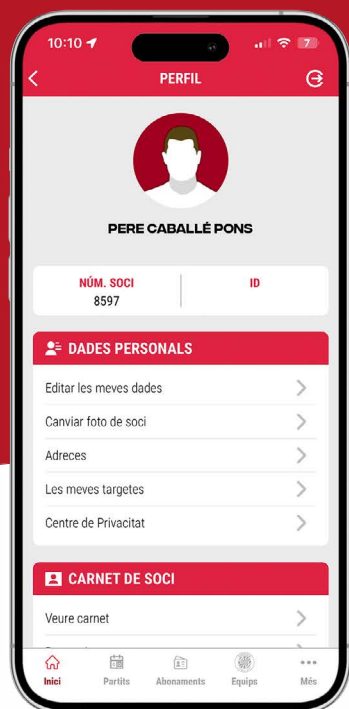 10:10
7
PERFIL
PERE CABALLÉ PONS
NÚM. SOCI
ID
8597
DADES PERSONALS
Editar les meves dades
Canviar foto de soci
Adreces
Les meves targetes
Centre de Privacitat
CARNET DE SOCI
Veure carnet
Inici
Partits
Abonaments
Equips
Més